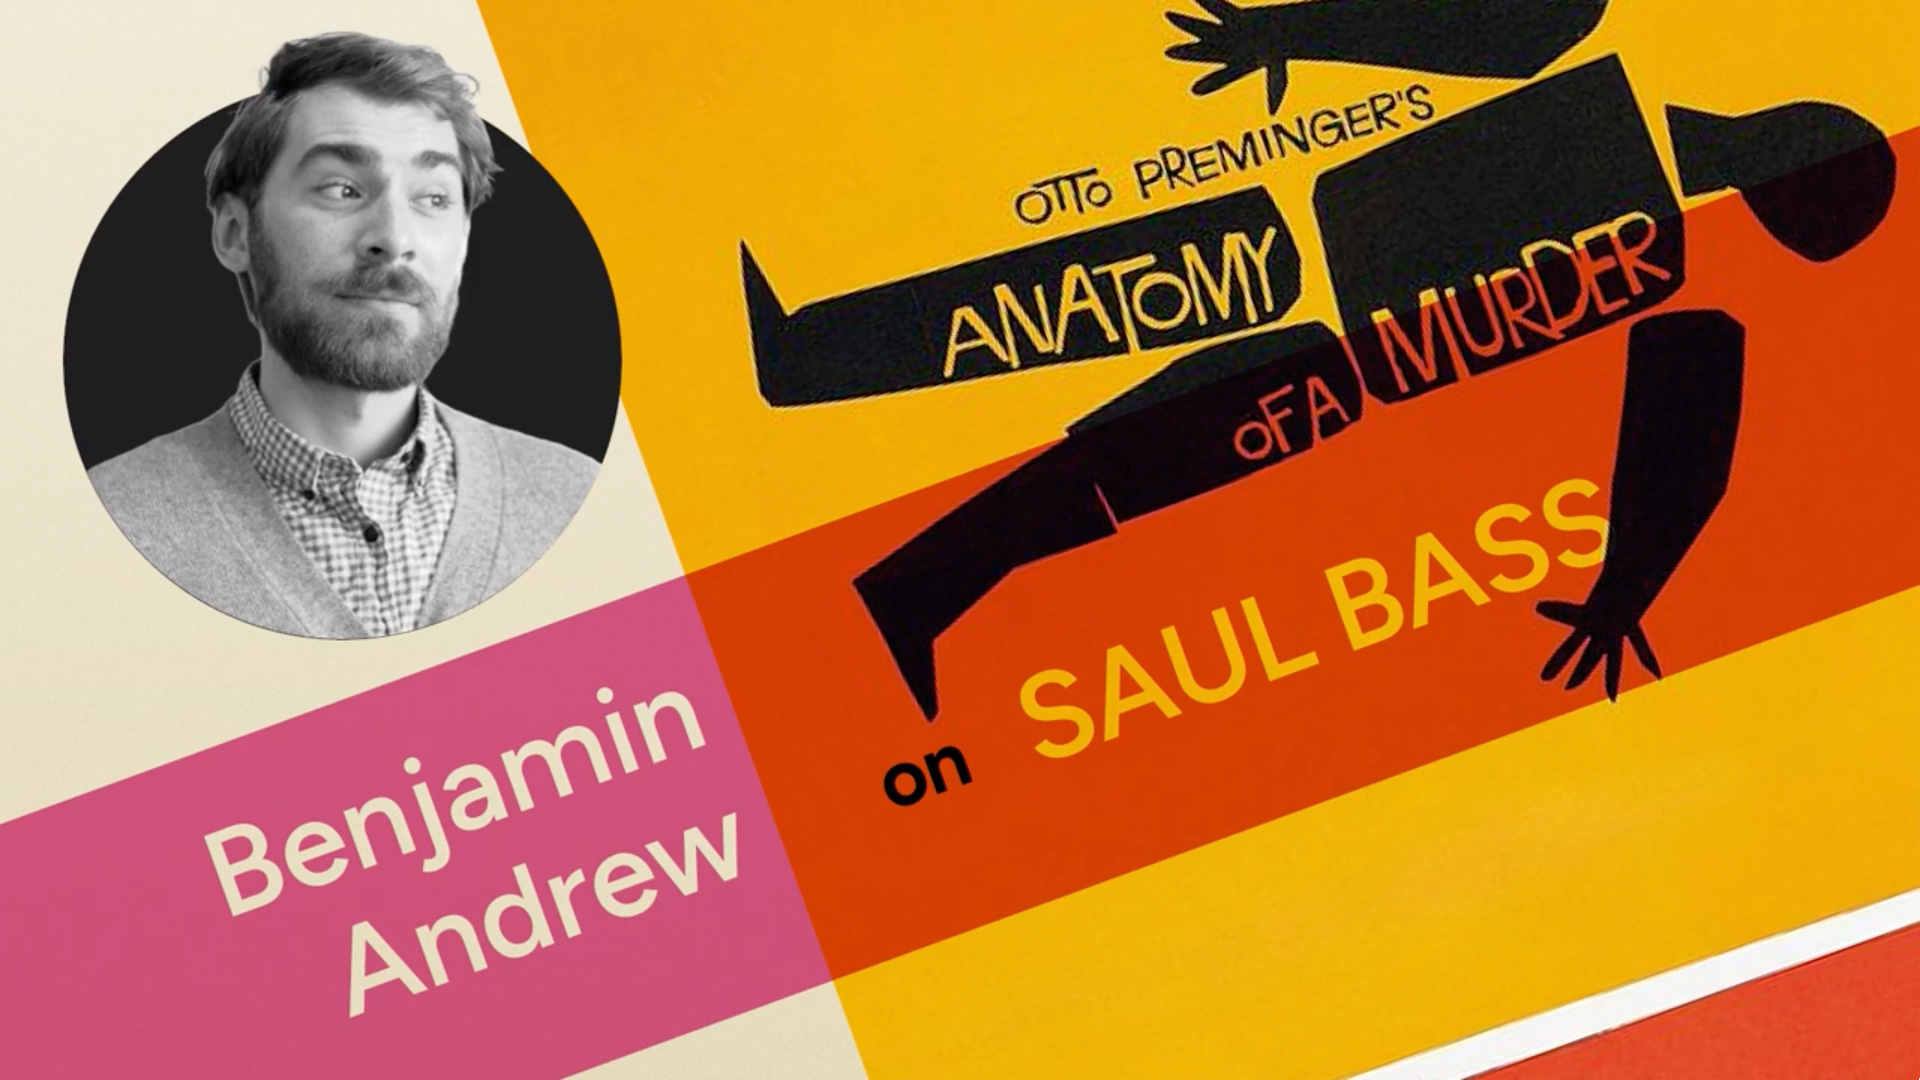 OTTO PREMINGER'S
ANATOMY
OF A MURDER
Benjamin
Andrew
on SAUL BASS